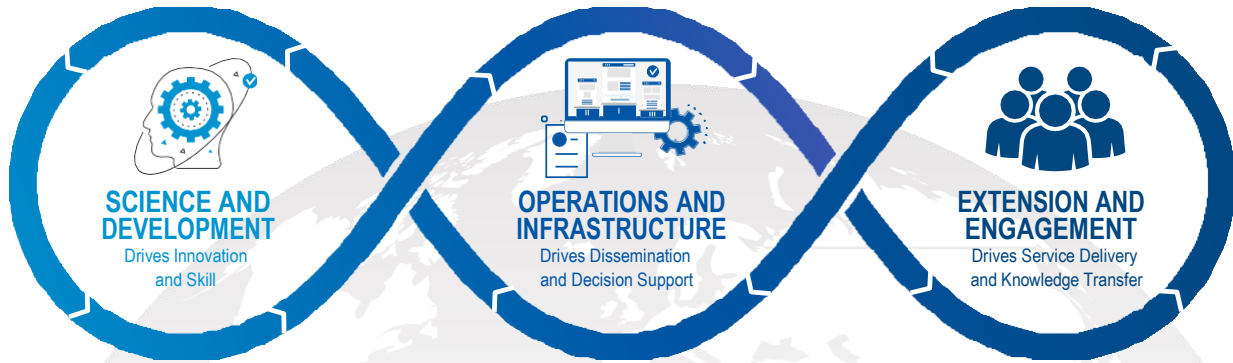 SCIENCE AND
DEVELOPMENT
Drives Innovation
and Skill
OPERATIONS AND
INFRASTRUCTURE
Drives Dissemination
and Decision Support
EXTENSION AND
ENGAGEMENT
Drives Service Delivery
and Knowledge Transfer